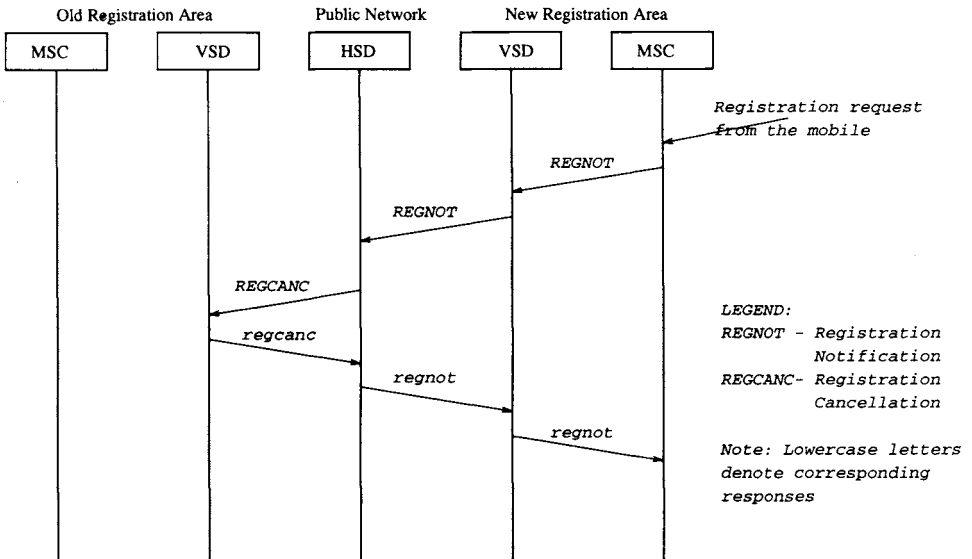 Old Registration Area Public Network New Registration Area
MSC VSD HSD VSD MSC
Registration request
from the mobile
REGNOT
REGNOT
REGCANC
regcanc
regnot
regnot
LEGEND:
REGNOT - Registration
Notification
REGCANC- Registration
Cancellation
Note: Lowercase letters
denote corresponding
responses